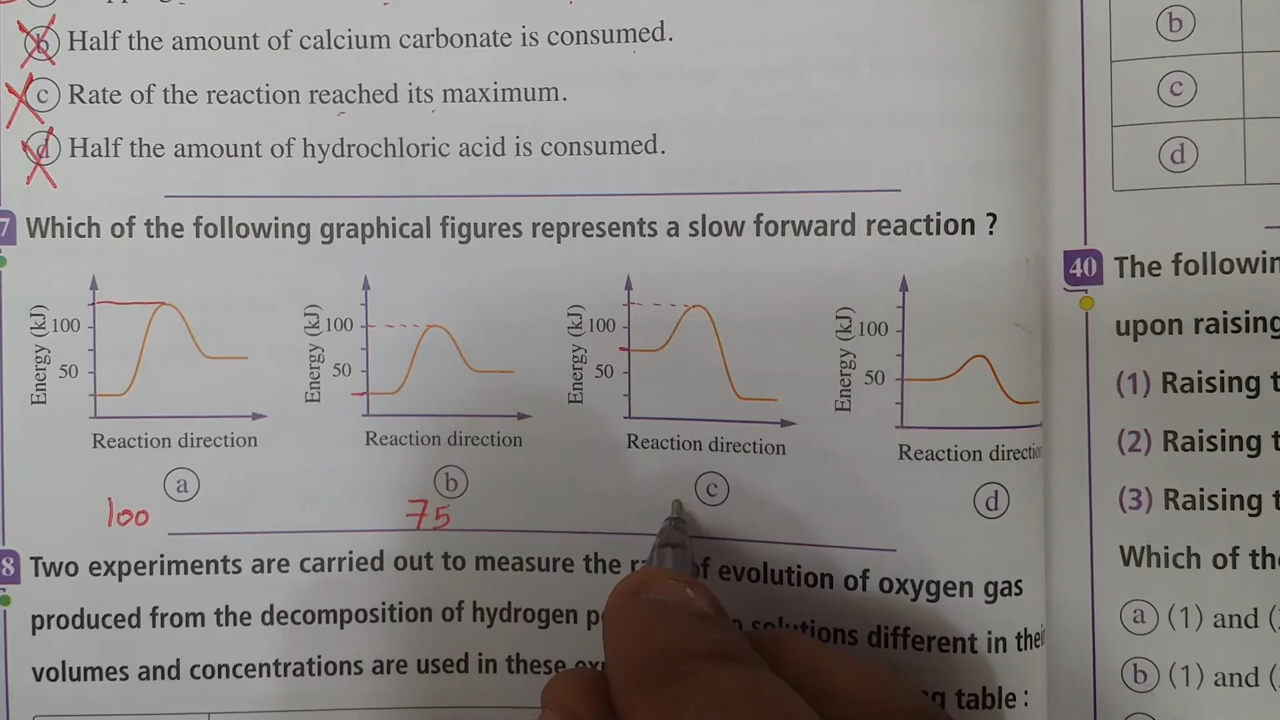 b Half the amount of calcium carbonate is consumed.
c Rate of the reaction reached its maximum.
d Half the amount of hydrochloric acid is consumed.
7 Which of the following graphical figures represents a slow forward reaction ?
Energy (kJ)
100
50
Reaction direction
a
100
Energy (kJ)
100
50
Reaction direction
b
75
Energy (kJ)
100
50
Reaction direction
c
Energy (kJ)
100
50
Reaction
d
8 Two experiments are carried out to measure the of evolution of oxygen gas
produced from the decomposition of hydrogen solutions different in their
volumes and concentrations are used in these
table :
b
c
d
40 The
upon raising
(1) Raising
(2) Raising
(3) Raising
Which of
a (1) and
b (1) and